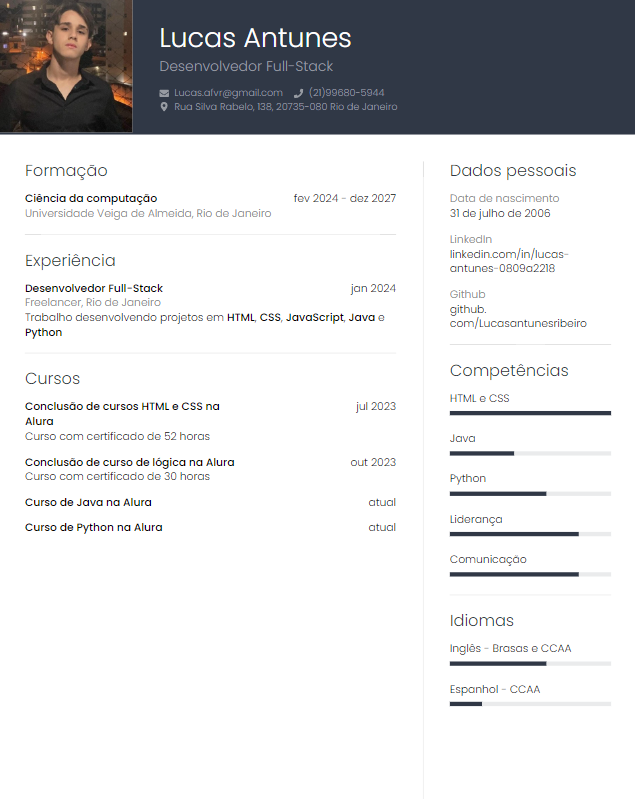 Lucas Antunes
Desenvolvedor Full-Stack
Lucas.afvr@gmail.com (21)99680-5944
Rua Silva Rabelo, 138, 20735-080 Rio de Janeiro
Formação
Ciência da computação fev 2024 - dez 2027
Universidade Veiga de Almeida, Rio de Janeiro
Experiência
Desenvolvedor Full-Stack jan 2024
Freelancer, Rio de Janeiro
Trabalho desenvolvendo projetos em HTML, CSS, JavaScript, Java e
Python
Cursos
Conclusão de cursos HTML e CSS na jul 2023
Alura
Curso com certificado de 52 horas
Conclusão de curso de lógica na Alura out 2023
Curso com certificado de 30 horas
Curso de Java na Alura atual
Curso de Python na Alura atual
Dados pessoais
Data de nascimento
31 de julho de 2006
LinkedIn
linkedin.com/in/lucas-
antunes-0809a2218
Github
github.
com/Lucasantunesribeiro
Competências
HTML e CSS
Java
Python
Liderança
Comunicação
Idiomas
Inglês - Brasas e CCAA
Espanhol - CCAA